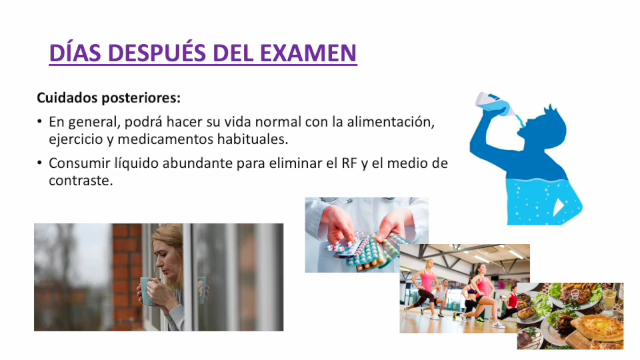 DÍAS DESPUÉS DEL EXAMEN
Cuidados posteriores:
• En general, podrá hacer su vida normal con la alimentación,
ejercicio y medicamentos habituales.
• Consumir líquido abundante para eliminar el RF y el medio de
contraste.